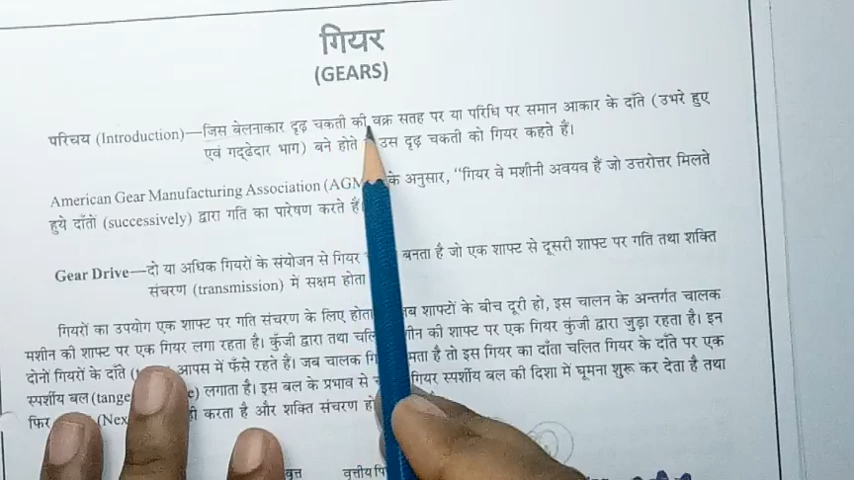 गियर
(GEARS)
परिचय (Introduction)—जिस बेलनाकार दृढ़ चकती की वक्र सतह पर या परिधि पर समान आकार के दाँते (उभरे हुए
एवं गद्ढेदार भाग) बने होते उस दृढ़ चकती को गियर कहते हैं।
American Gear Manufacturing Association (AGM के अनुसार, "गियर वे मशीनी अवयव हैं जो उत्तरोत्तर मिलते
हुये दाँतों (successively) द्वारा गति का पारेषण करते हैं
Gear Drive—दो या अधिक गियरों के संयोजन से गियर बनता है जो एक शाफ्ट से दूसरी शाफ्ट पर गति तथा शक्ति
संचरण (transmission) में सक्षम होता
गियरों का उपयोग एक शाफ्ट पर गति संचरण के लिए होता जब शाफ्टों के बीच दूरी हो, इस चालन के अन्तर्गत चालक
मशीन की शाफ्ट पर एक गियर लगा रहता है। कुँजी द्वारा तथा चलि मशीन की शाफ्ट पर एक गियर कुंजी द्वारा जुड़ा रहता है। इन
दोनों गियरों के दाँते आपस में फँसे रहते हैं। जब चालक गि घूमता है तो इस गियर का दाँता चलित गियर के दाँते पर एक
स्पर्शीय बल (tange e) लगाता है। इस बल के प्रभाव से गियर स्पर्शीय बल की दिशा में घूमना शुरू कर देता है तथा
फिर (Nex ही करता है और शक्ति संचरण हो
वृत्त वृत्तीय पि